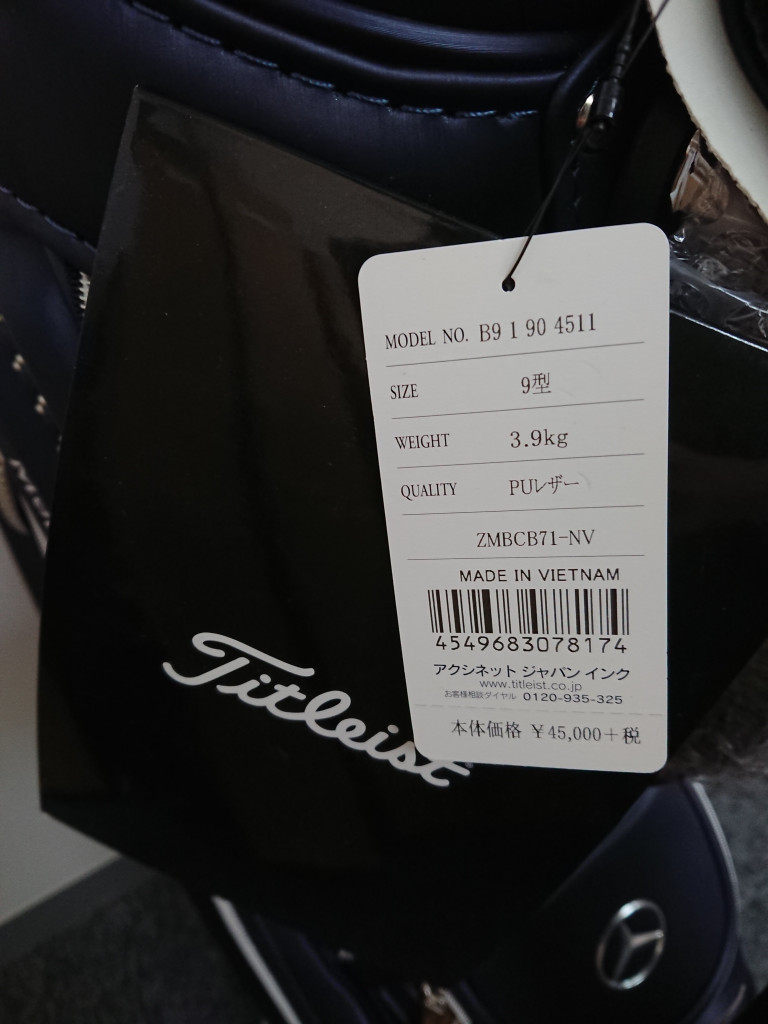 MODEL NO. B9 1 90 4511
SIZE 9型
WEIGHT 3.9kg
QUALITY PUレザー
ZMBCB71-NV
MADE IN VIETNAM
4549683078174
アクシネット ジャパン インク
www.titleist.co.jp
お客様相談ダイヤル 0120-935-325
本体価格 ￥45,000＋税
Titleist